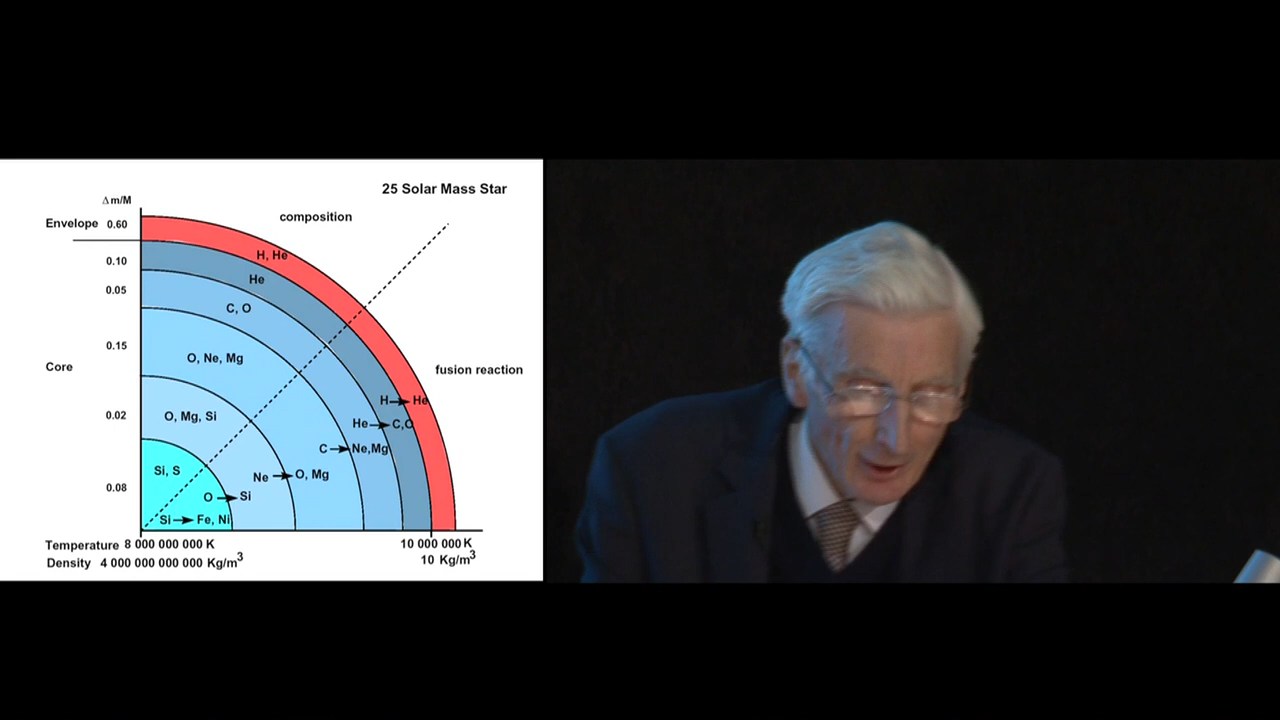 25 Solar Mass Star
Δm/M
composition
Envelope 0.60
H, He
0.10
He
0.05
C, O
0.15
O, Ne, Mg
Core
fusion reaction
H→He
0.02
O, Mg, Si
He→C,O
C→Ne,Mg
Si, S
Ne→O, Mg
0.08
O→Si
Si→Fe, Ni
Temperature 8 000 000 000 K
10 000 000 K
Density 4 000 000 000 000 Kg/m³
10 Kg/m³